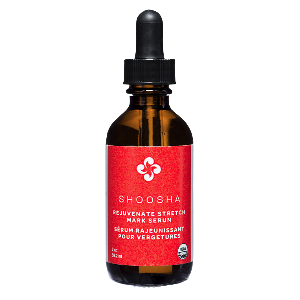 SHOOSHA
REJUVENATE STRETCH
MARK SERUM
SÉRUM RAJEUNISSANT
POUR VERGETURES